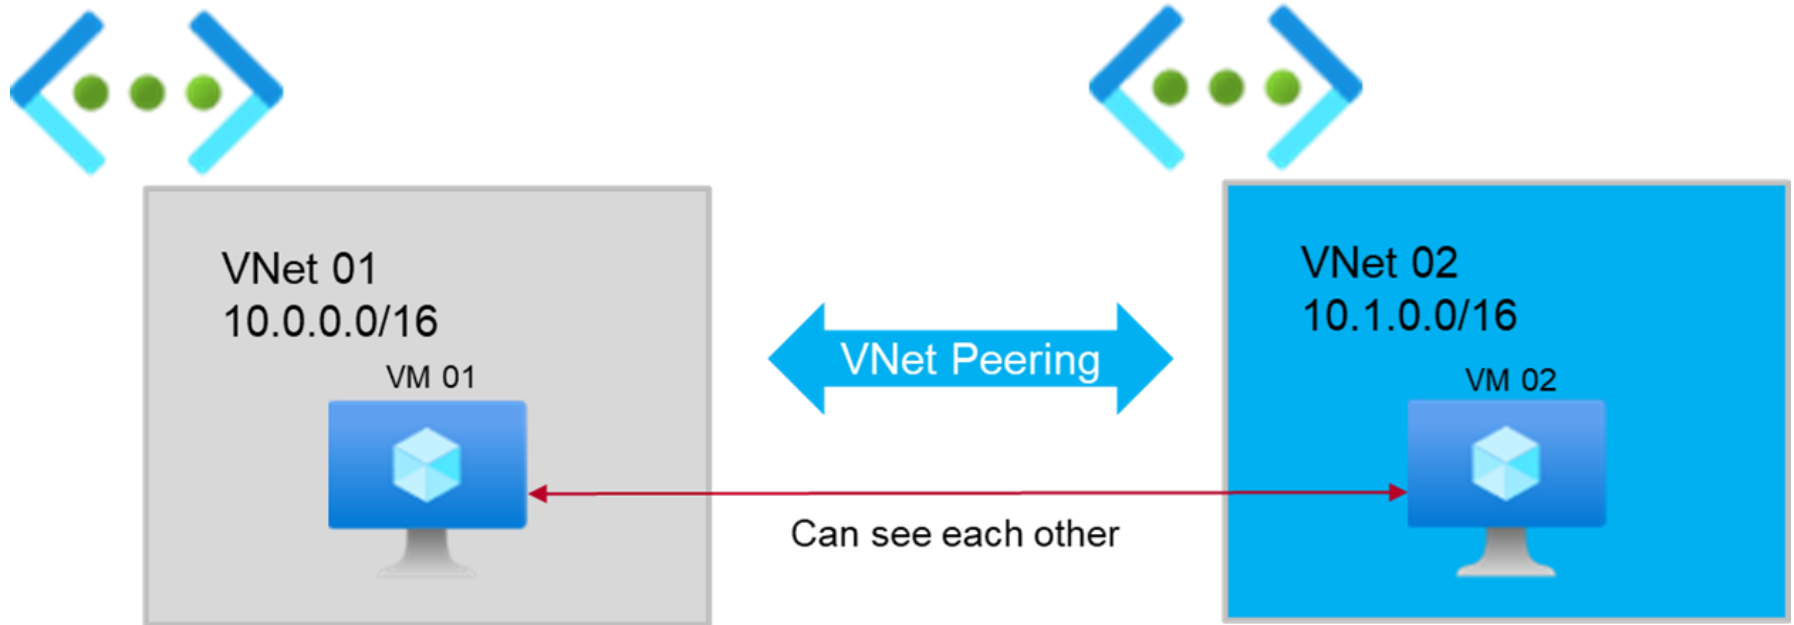 VNet 01
10.0.0.0/16
VM 01
VNet Peering
Can see each other
VNet 02
10.1.0.0/16
VM 02